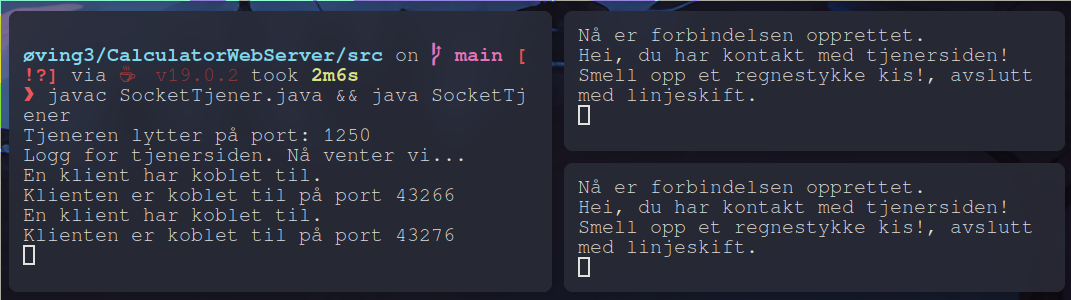 øving3/CalculatorWebServer/src on main [
!?] via v19.0.2 took 2m6s
❯ javac SocketTjener.java && java SocketTj
ener
Tjeneren lytter på port: 1250
Logg for tjenersiden. Nå venter vi...
En klient har koblet til.
Klienten er koblet til på port 43266
En klient har koblet til.
Klienten er koblet til på port 43276
Nå er forbindelsen opprettet.
Hei, du har kontakt med tjenersiden!
Smell opp et regnestykke kis!, avslutt
med linjeskift.
Nå er forbindelsen opprettet.
Hei, du har kontakt med tjenersiden!
Smell opp et regnestykke kis!, avslutt
med linjeskift.